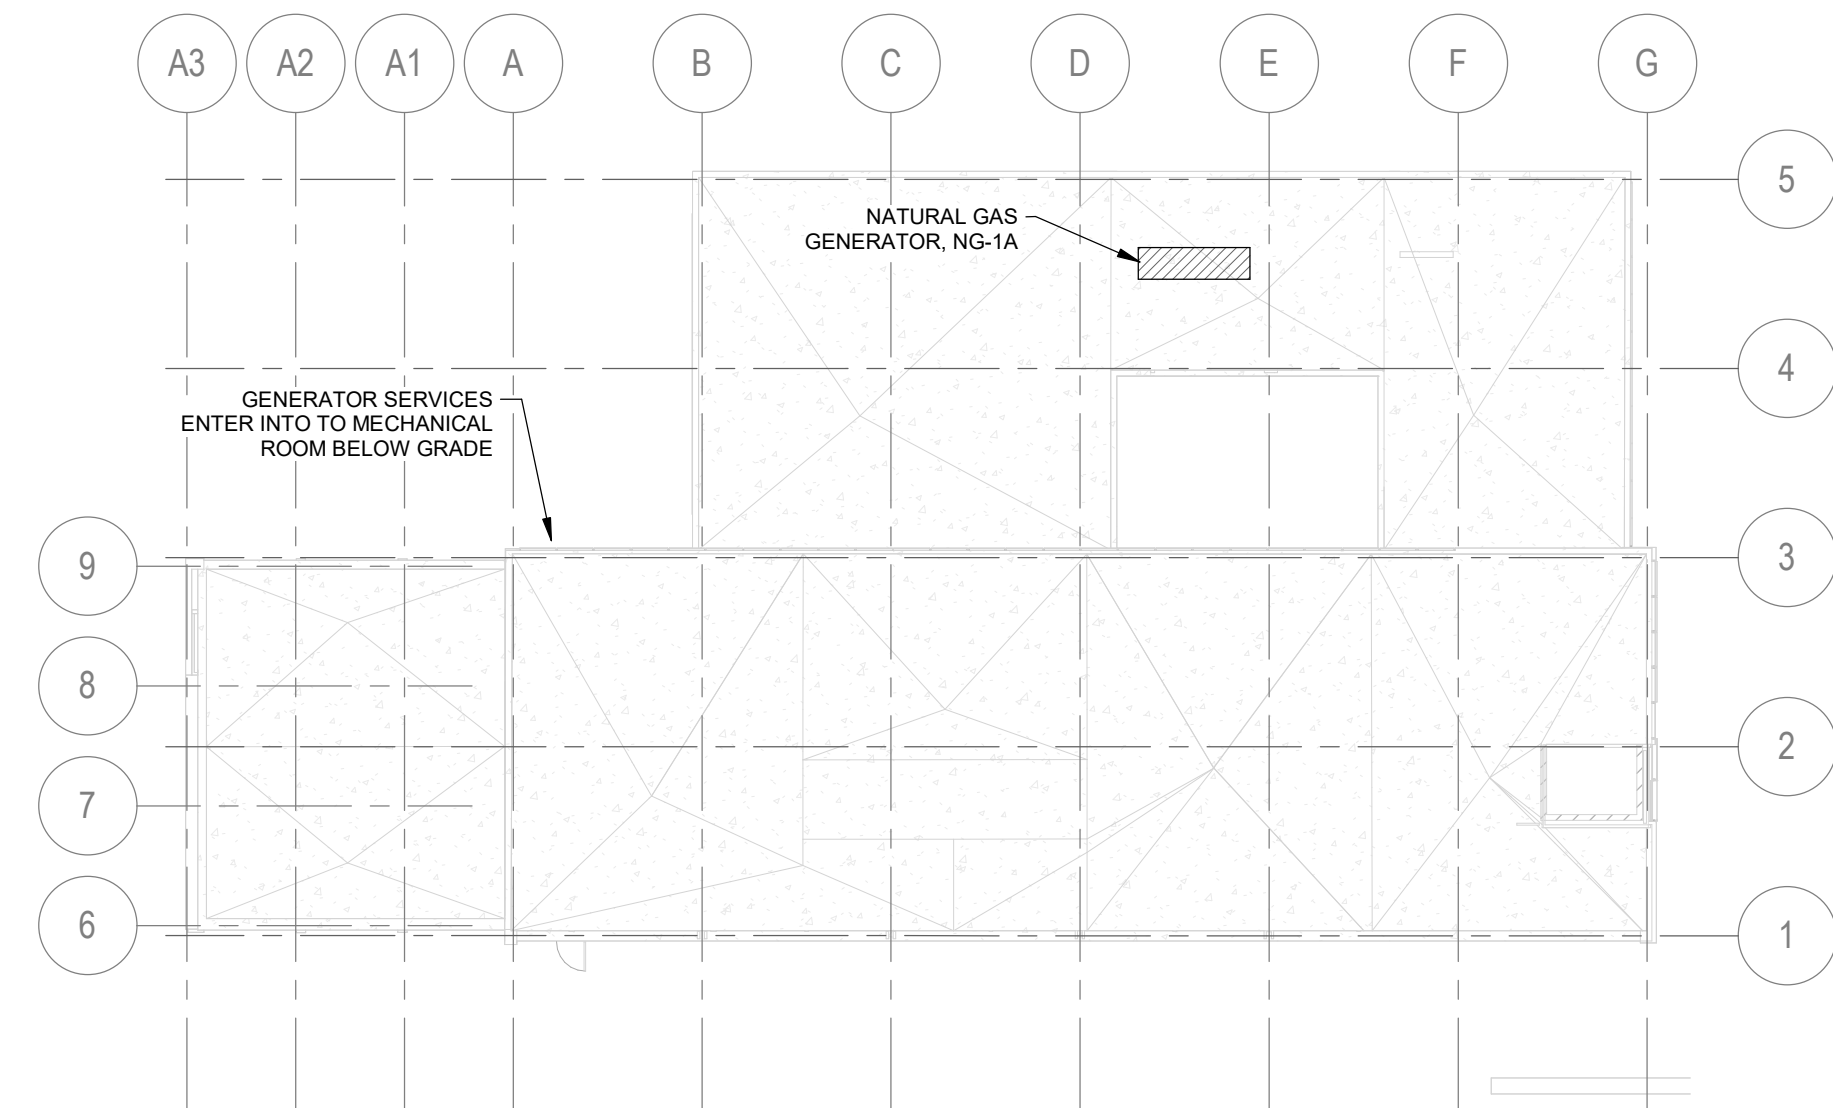 A3 A2 A1 A B C D E F G
5
NATURAL GAS
GENERATOR, NG-1A
4
GENERATOR SERVICES
ENTER INTO TO MECHANICAL
ROOM BELOW GRADE
9
3
8
2
7
6
1